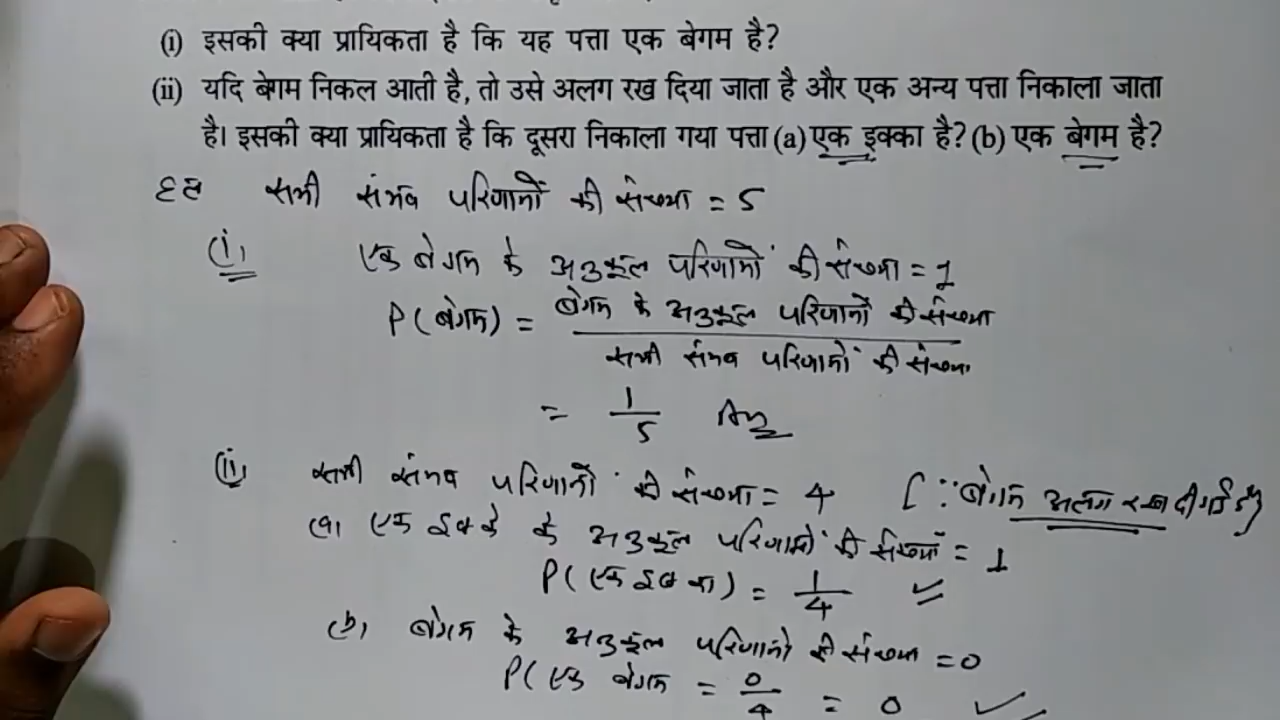 (i) इसकी क्या प्रायिकता है कि यह पत्ता एक बेगम है?
(ii) यदि बेगम निकल आती है, तो उसे अलग रख दिया जाता है और एक अन्य पत्ता निकाला जाता
है। इसकी क्या प्रायिकता है कि दूसरा निकाला गया पत्ता (a) एक इक्का है? (b) एक बेगम है?
हल सभी संभव परिणामों की संख्या = 5
(i) एक बेगम के अनुकूल परिणामों की संख्या = 1
P(बेगम) = बेगम के अनुकूल परिणामों की संख्या
सभी संभव परिणामों की संख्या
= 1/5 Ans
(ii) सभी संभव परिणामों की संख्या = 4 [∵ बेगम अलग रख दी गई है]
(a) एक इक्के के अनुकूल परिणामों की संख्या = 1
P(एक इक्का) = 1/4
(b) बेगम के अनुकूल परिणामों की संख्या = 0
P(एक बेगम = 0/4 = 0